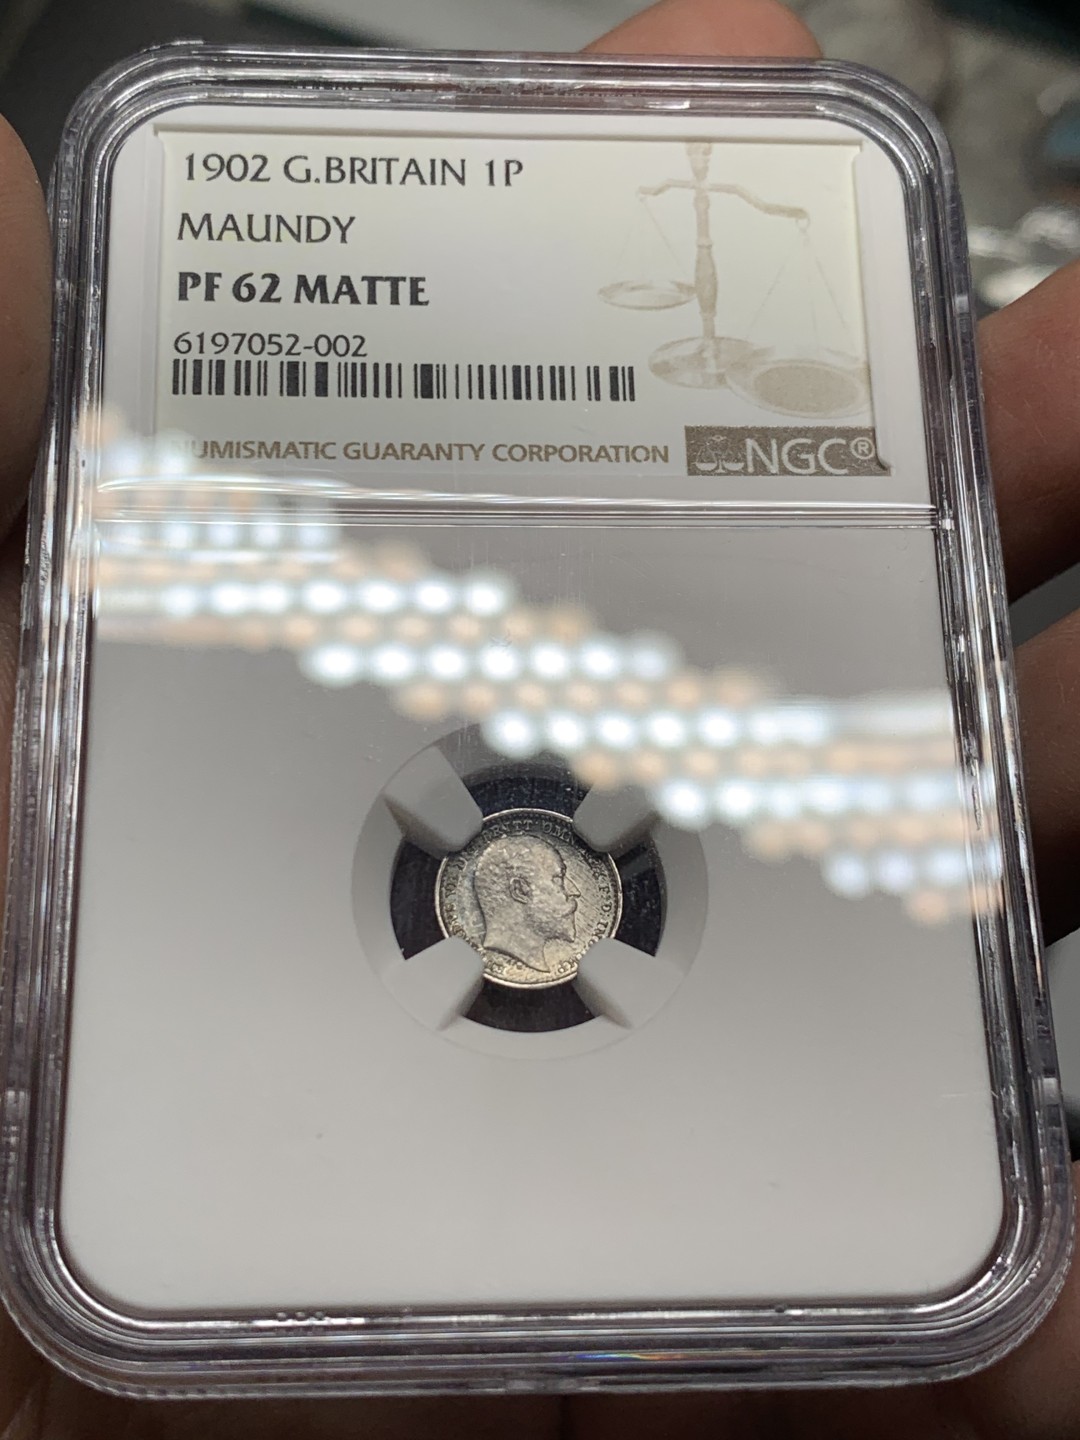 1902 G.BRITAIN 1P
MAUNDY
PF 62 MATTE
6197052-002
NUMISMATIC GUARANTY CORPORATION NGC®